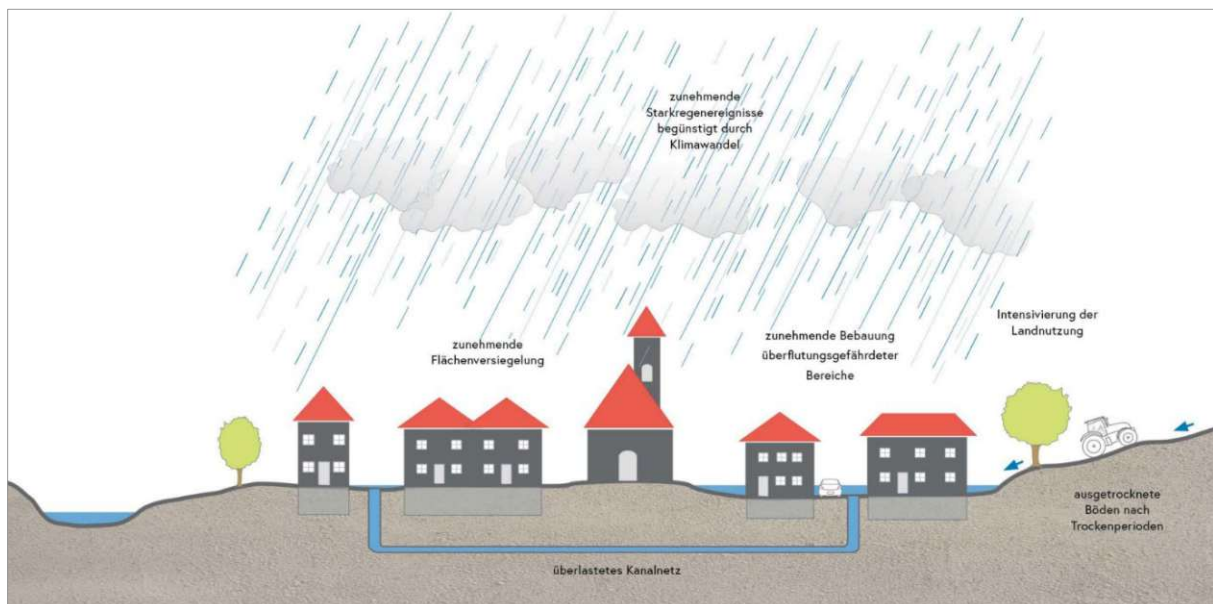 zunehmende
Starkregenereignisse
begünstigt durch
Klimawandel
zunehmende
Flächenversiegelung
zunehmende Bebauung
überflutungsgefährdeter
Bereiche
Intensivierung der
Landnutzung
ausgetrocknete
Böden nach
Trockenperioden
überlastetes Kanalnetz